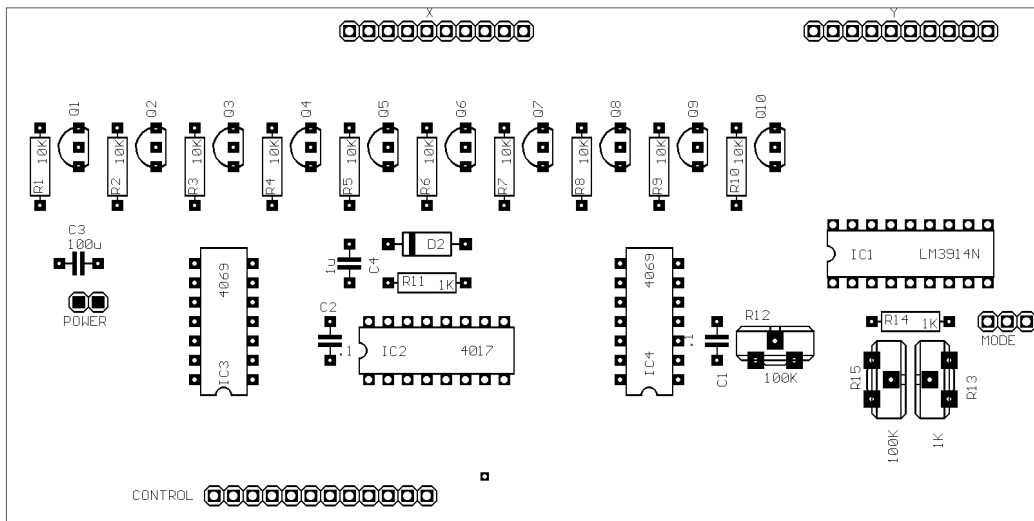 X
Y
Q1
Q2
Q3
Q4
Q5
Q6
Q7
Q8
Q9
Q10
R1 10K
R2 10K
R3 10K
R4 10K
R5 10K
R6 10K
R7 10K
R8 10K
R9 10K
R10 10K
C3
100u
POWER
IC3 4069
1u
C4
D2
R11 1K
C2
.1
IC2 4017
IC4 4069
.1
C1
R12
100K
IC1 LM3914N
R14 1K
MODE
R15
R13
100K
1K
CONTROL